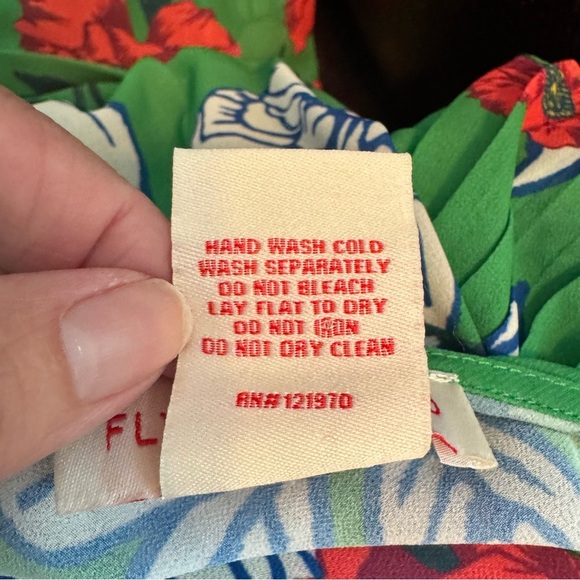 HAND WASH COLD
WASH SEPARATELY
DO NOT BLEACH
LAY FLAT TO DRY
DO NOT IRON
DO NOT DRY CLEAN
RN#121970
FL